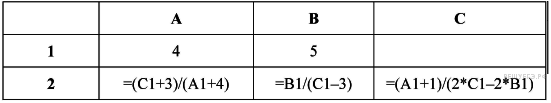 A B C
1 4 5
2 =(C1+3)/(A1+4) =B1/(C1–3) =(A1+1)/(2*C1–2*B1)